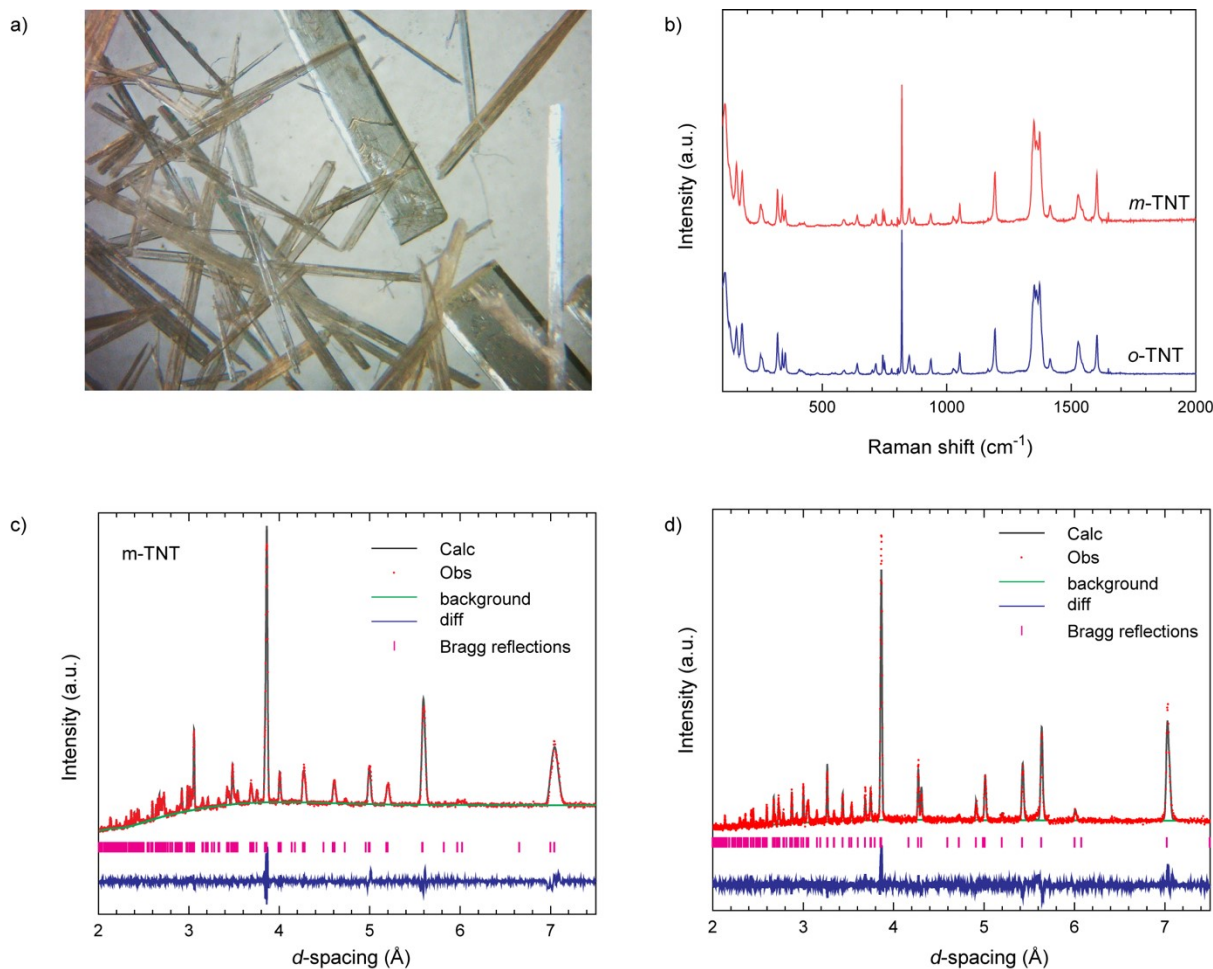 a)
b)
m-TNT
o-TNT
Intensity (a.u.)
500 1000 1500 2000
Raman shift (cm⁻¹)
c)
m-TNT
Calc
Obs
background
diff
Bragg reflections
Intensity (a.u.)
2 3 4 5 6 7
d-spacing (Å)
d)
Calc
Obs
background
diff
Bragg reflections
Intensity (a.u.)
2 3 4 5 6 7
d-spacing (Å)